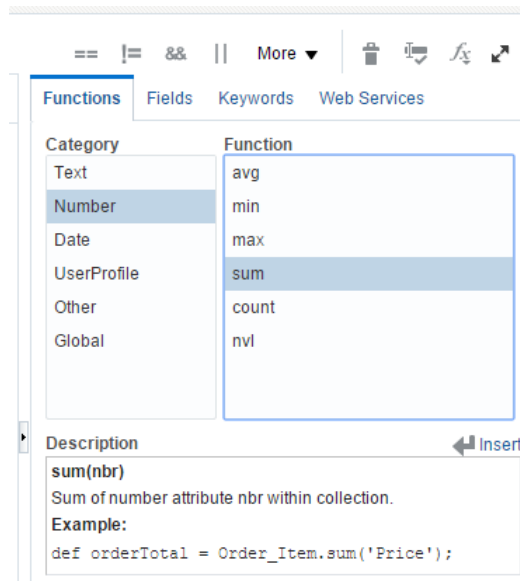 == != && || More ▼
Functions Fields Keywords Web Services
Category Function
Text avg
Number min
Date max
UserProfile sum
Other count
Global nvl
Description Insert
sum(nbr)
Sum of number attribute nbr within collection.
Example:
def orderTotal = Order_Item.sum('Price');